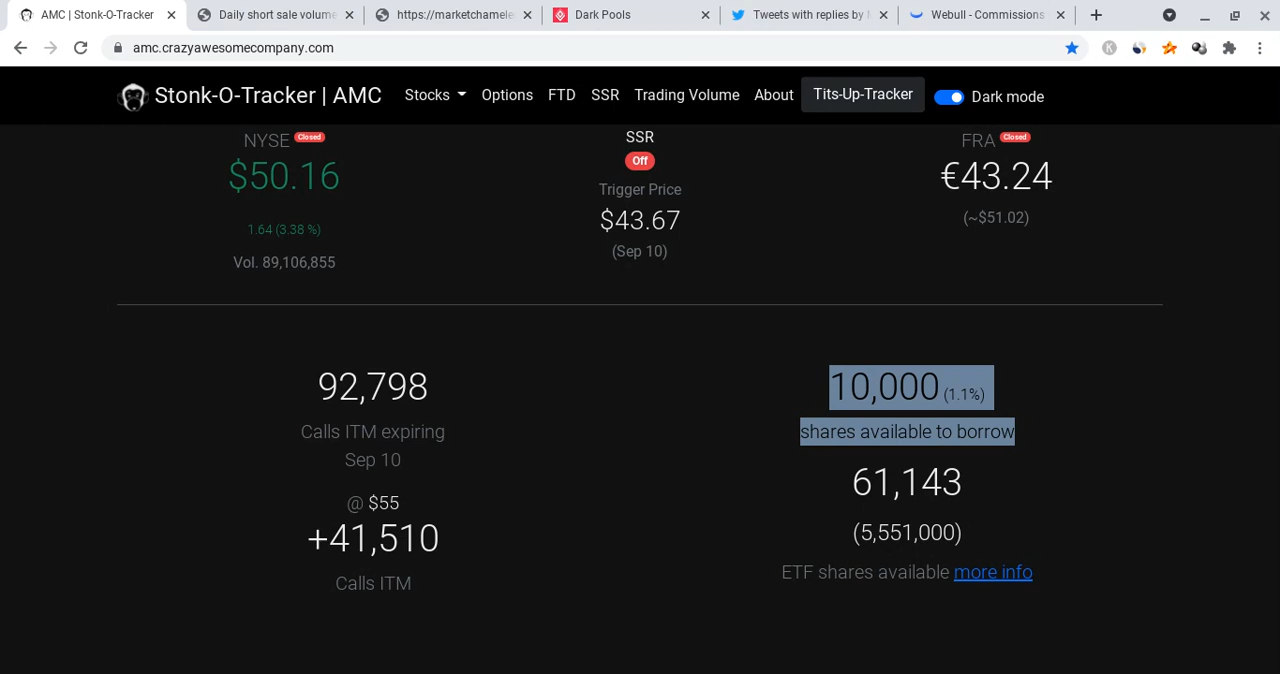 AMC | Stonk-O-Tracker
Daily short sale volume
https://marketchamele
Dark Pools
Tweets with replies by
Webull - Commissions
amc.crazyawesomecompany.com
Stonk-O-Tracker | AMC
Stocks
Options
FTD
SSR
Trading Volume
About
Tits-Up-Tracker
Dark mode
NYSE Closed
$50.16
1.64 (3.38 %)
Vol. 89,106,855
SSR
Off
Trigger Price
$43.67
(Sep 10)
FRA Closed
€43.24
(~$51.02)
92,798
Calls ITM expiring
Sep 10
@ $55
+41,510
Calls ITM
10,000 (1.1%)
shares available to borrow
61,143
(5,551,000)
ETF shares available more info